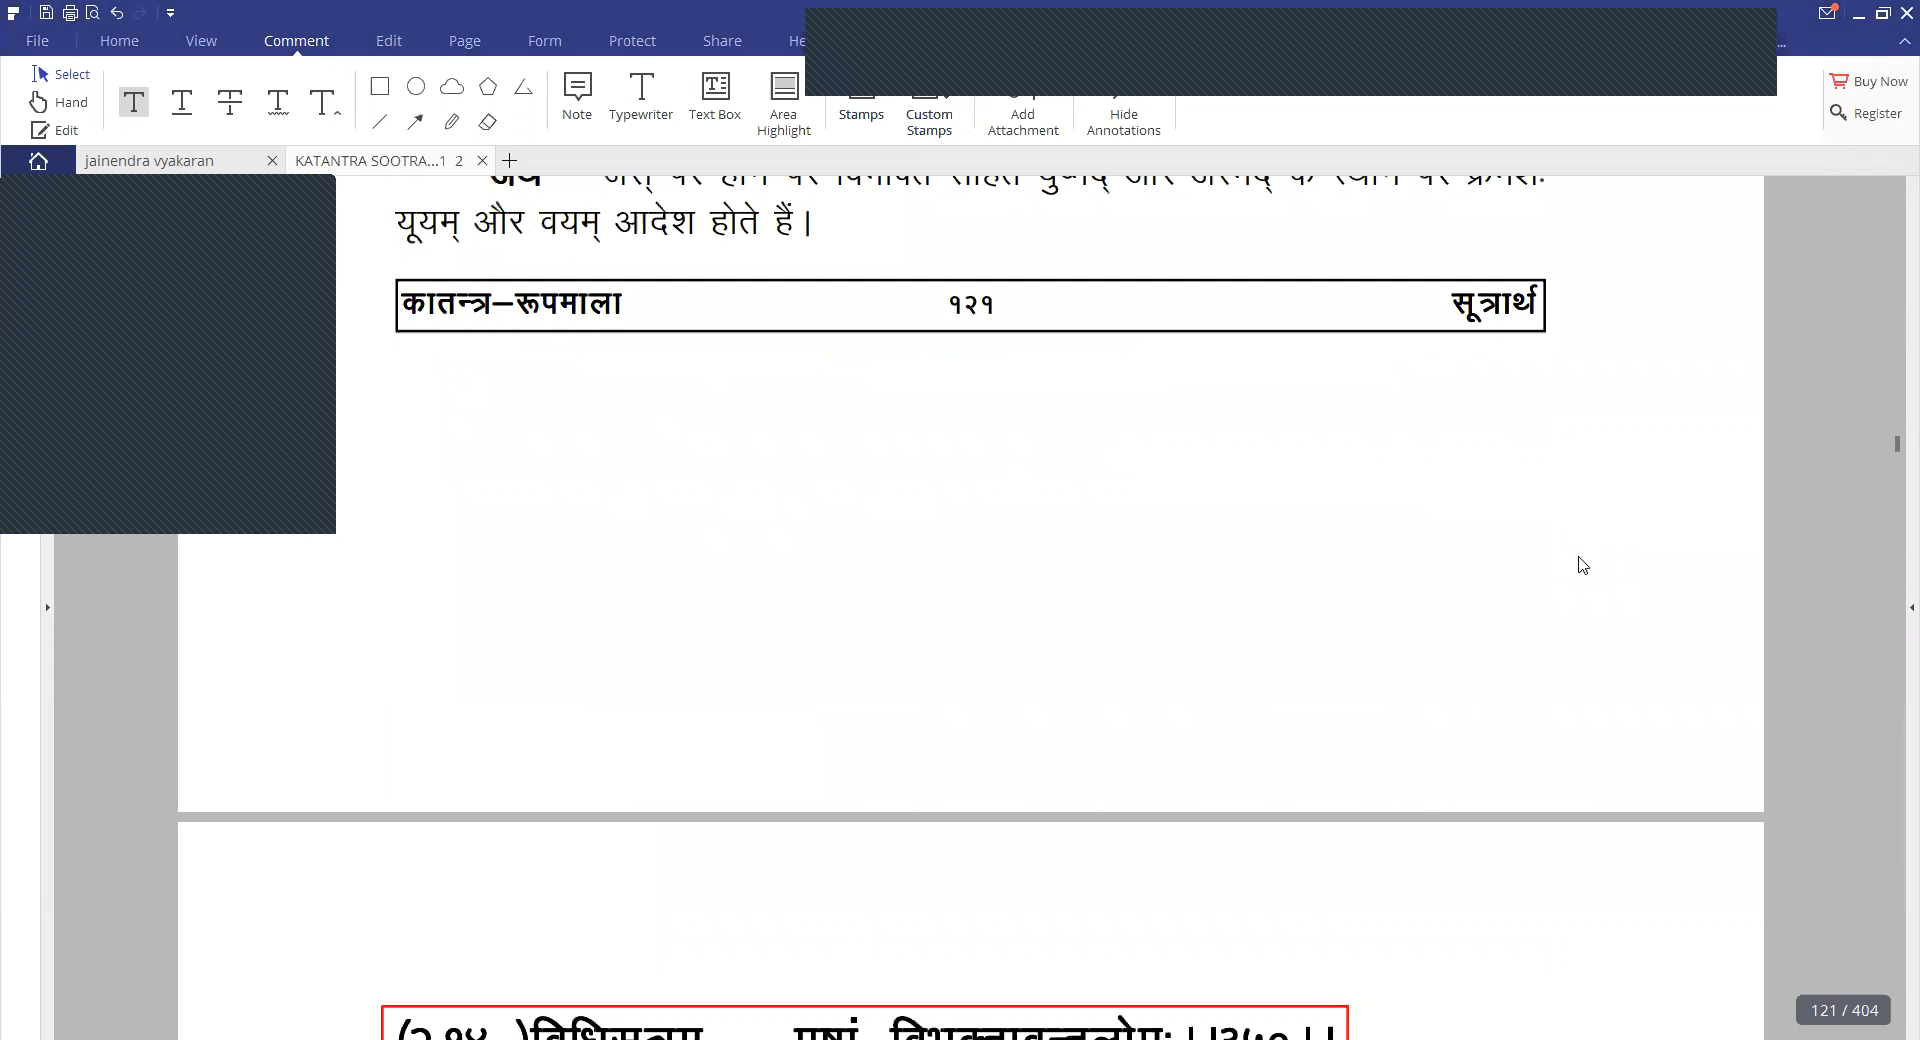 File Home View Comment Edit Page Form Protect Share He
Select
Hand
Edit
Note Typewriter Text Box Area Highlight Stamps Custom Stamps Add Attachment Hide Annotations
Buy Now
Register
jainendra vyakaran KATANTRA SOOTRA...1 2
यूयम् और वयम् आदेश होते हैं।
कातन्त्र–रूपमाला १२१ सूत्रार्थ
121 / 404